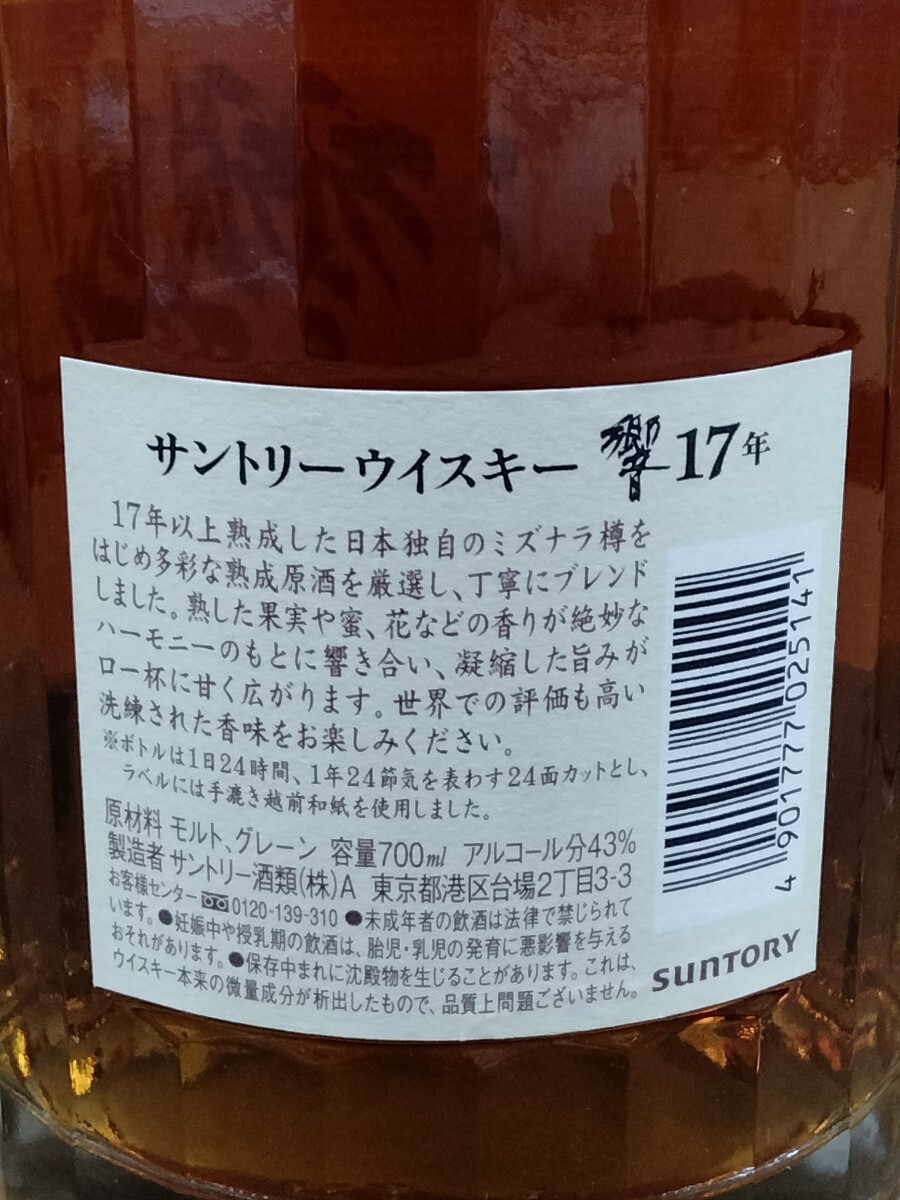 サントリーウイスキー 響 17年
17年以上熟成した日本独自のミズナラ樽を
はじめ多彩な熟成原酒を厳選し、丁寧にブレンド
しました。熟した果実や蜜、花などの香りが絶妙な
ハーモニーのもとに響き合い、凝縮した旨みが
口一杯に甘く広がります。世界での評価も高い
洗練された香味をお楽しみください。
※ボトルは1日24時間、1年24節気を表わす24面カットとし、
ラベルには手漉き越前和紙を使用しました。
原材料 モルト、グレーン 容量700ml アルコール分43%
製造者 サントリー酒類(株)A 東京都港区台場2丁目3-3
お客様センター 0120-139-310 ●未成年者の飲酒は法律で禁じられて
います。●妊娠中や授乳期の飲酒は、胎児・乳児の発育に悪影響を与える
おそれがあります。●保存中まれに沈殿物を生じることがあります。これは、
ウイスキー本来の微量成分が析出したもので、品質上問題ございません。
4 901777 025141
SUNTORY